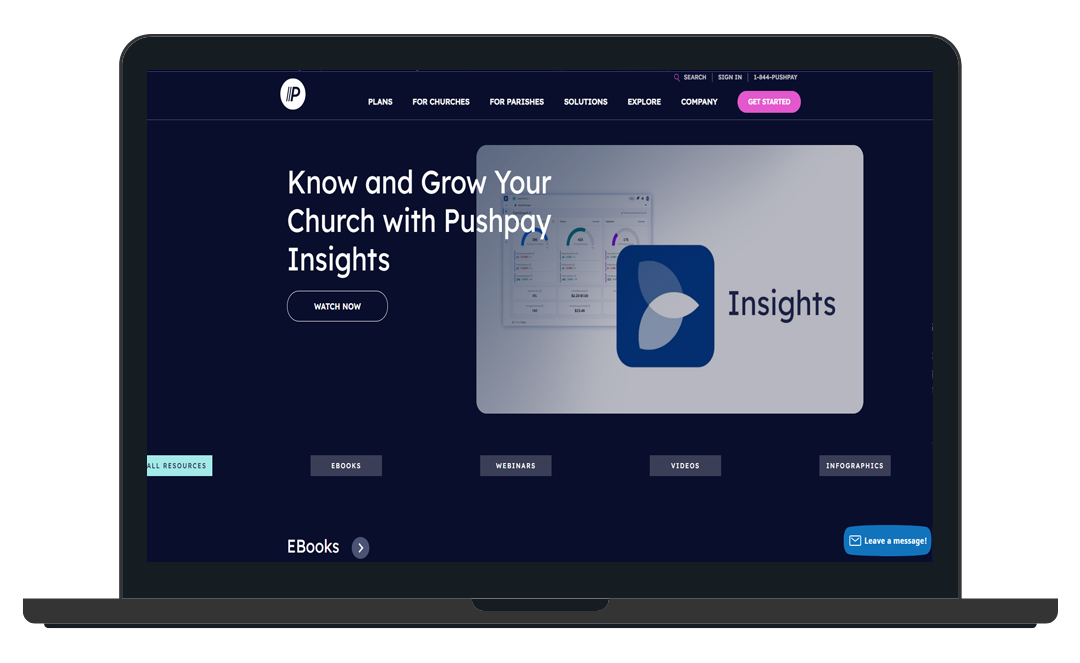 SEARCH
SIGN IN
1-844-PUSHPAY
P
PLANS
FOR CHURCHES
FOR PARISHES
SOLUTIONS
EXPLORE
COMPANY
GET STARTED
Know and Grow Your
Church with Pushpay
Insights
WATCH NOW
Insights
ALL RESOURCES
EBOOKS
WEBINARS
VIDEOS
INFOGRAPHICS
EBooks
Leave a message!